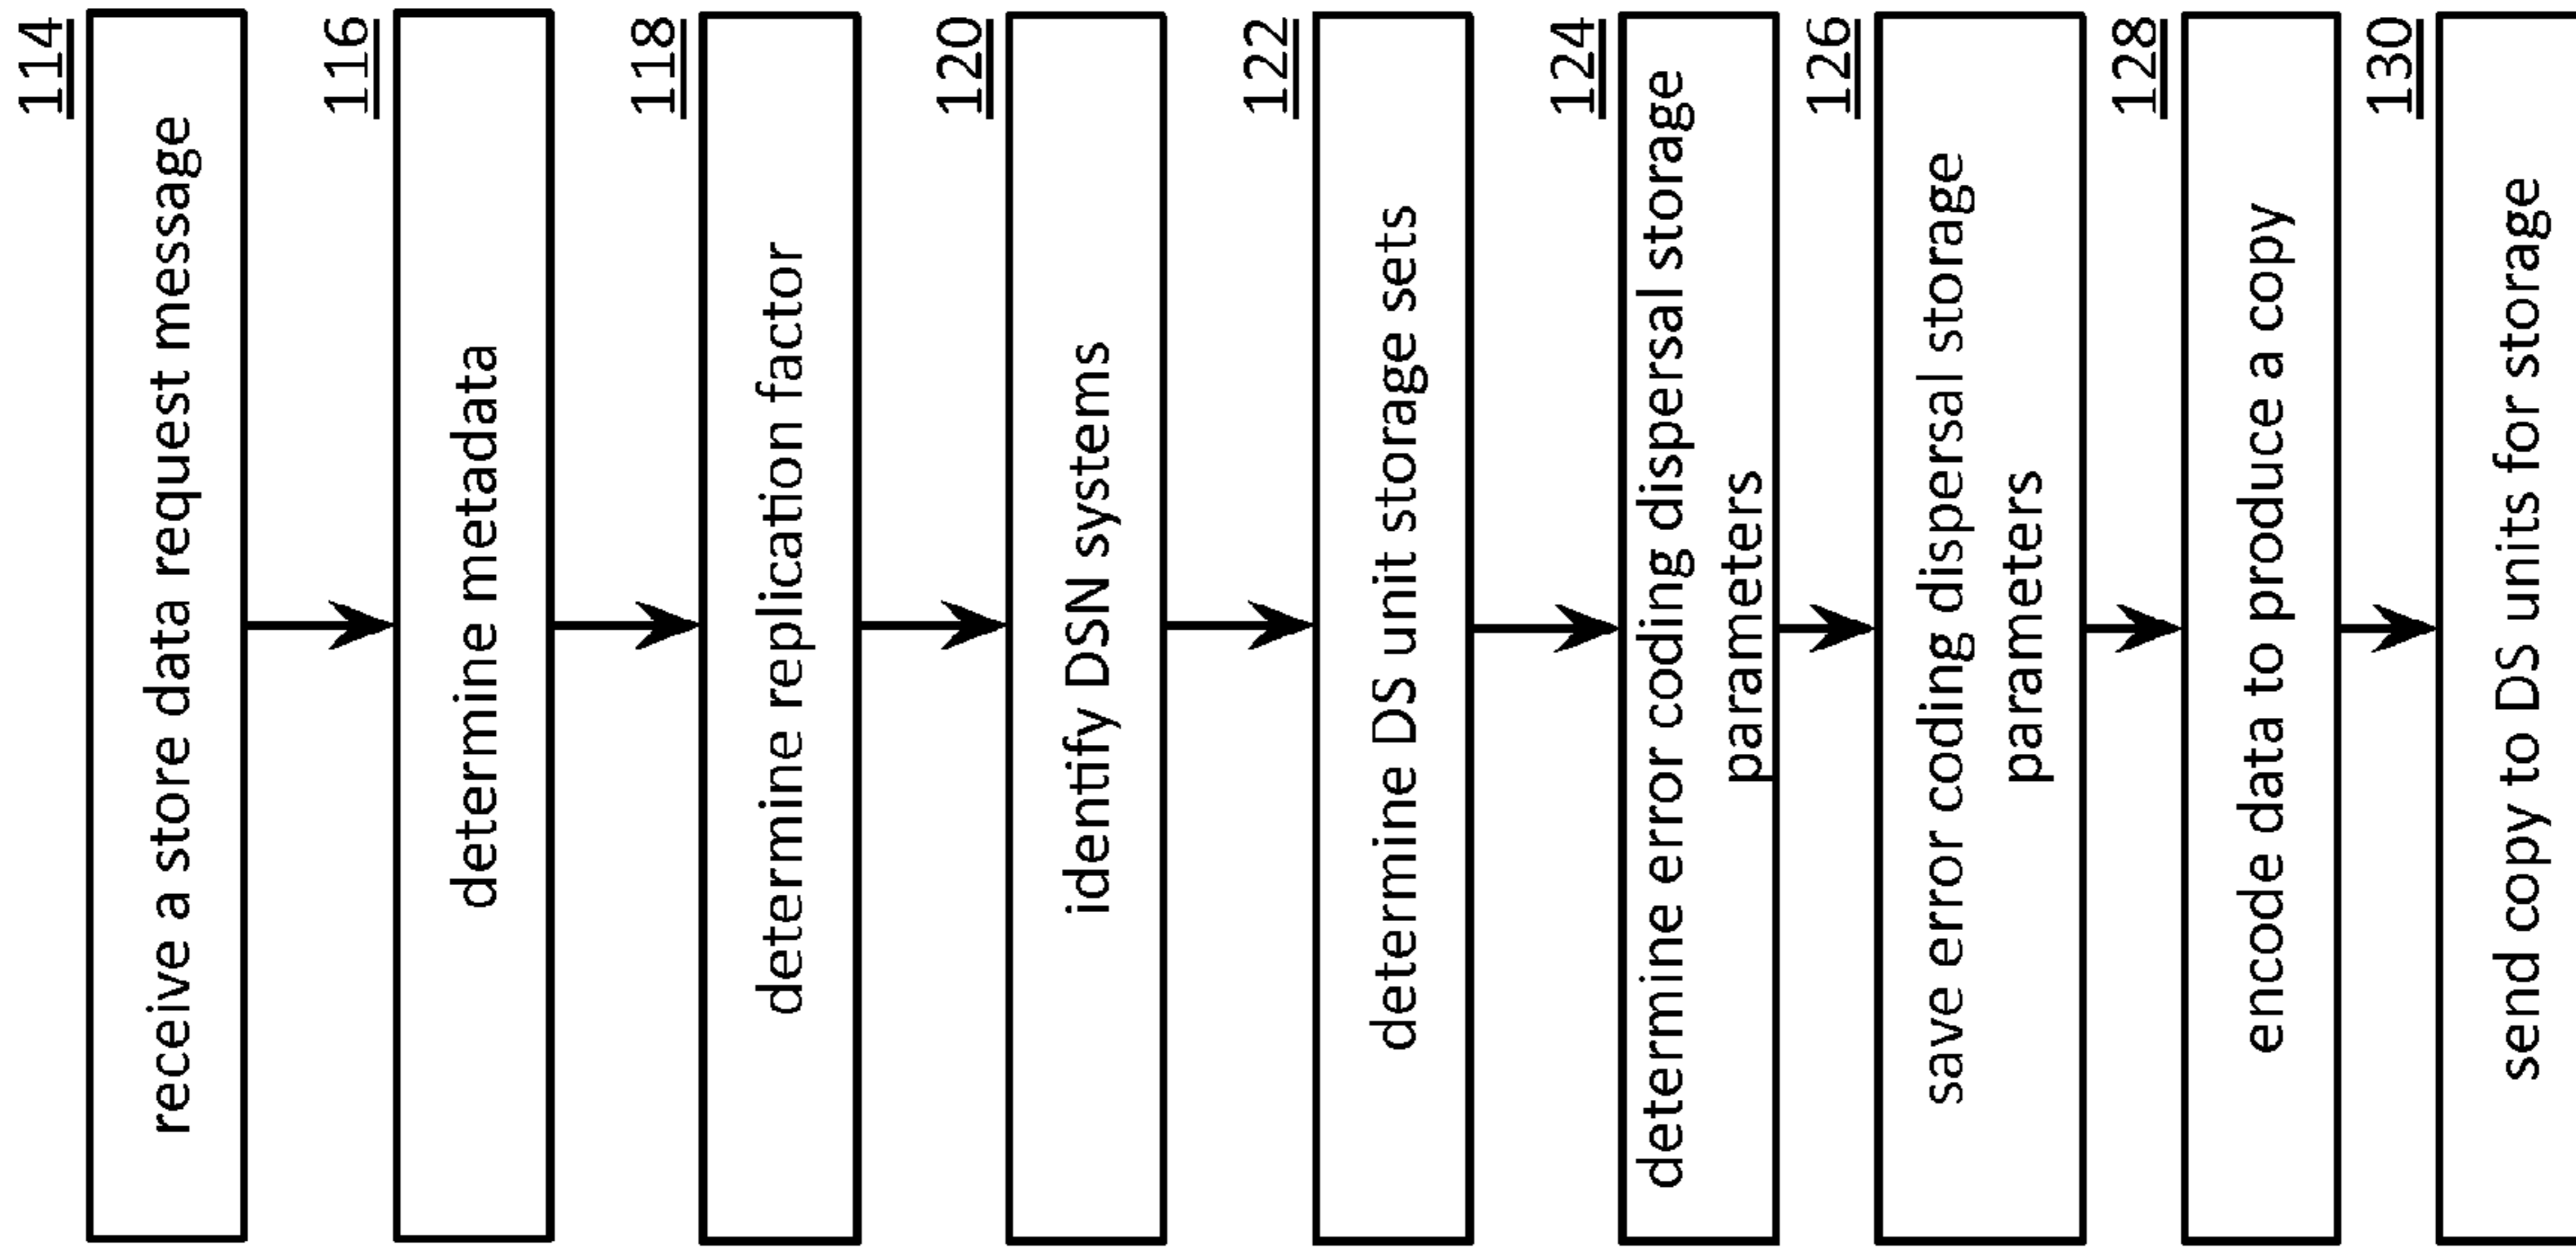 114
receive a store data request message
116
determine metadata
118
determine replication factor
120
identify DSN systems
122
determine DS unit storage sets
124
determine error coding dispersal storage
parameters
126
save error coding dispersal storage
parameters
128
encode data to produce a copy
130
send copy to DS units for storage